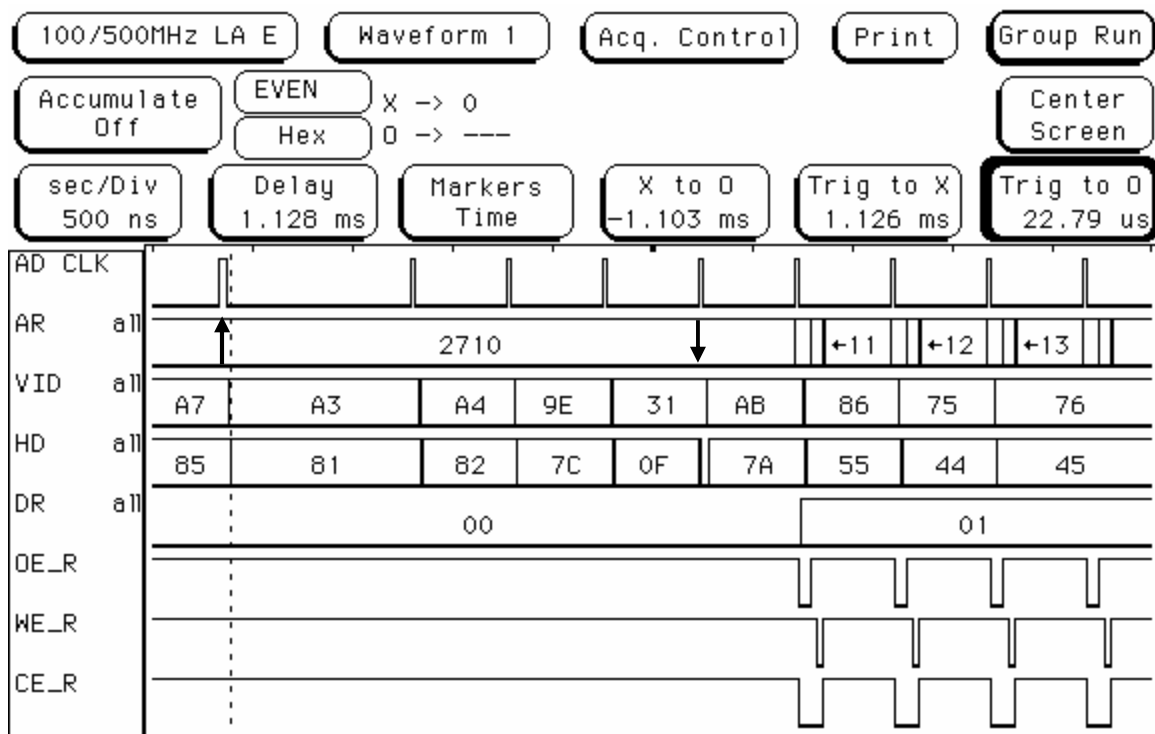 100/500MHz LA E Waveform 1 Acq. Control Print Group Run
Accumulate Off EVEN X -> 0 Center Screen
Hex O -> ---
sec/Div 500 ns Delay 1.128 ms Markers Time X to O -1.103 ms Trig to X 1.126 ms Trig to O 22.79 us
AD CLK
AR all 2710 ←11 ←12 ←13
VID all A7 A3 A4 9E 31 AB 86 75 76
HD all 85 81 82 7C 0F 7A 55 44 45
DR all 00 01
OE_R
WE_R
CE_R